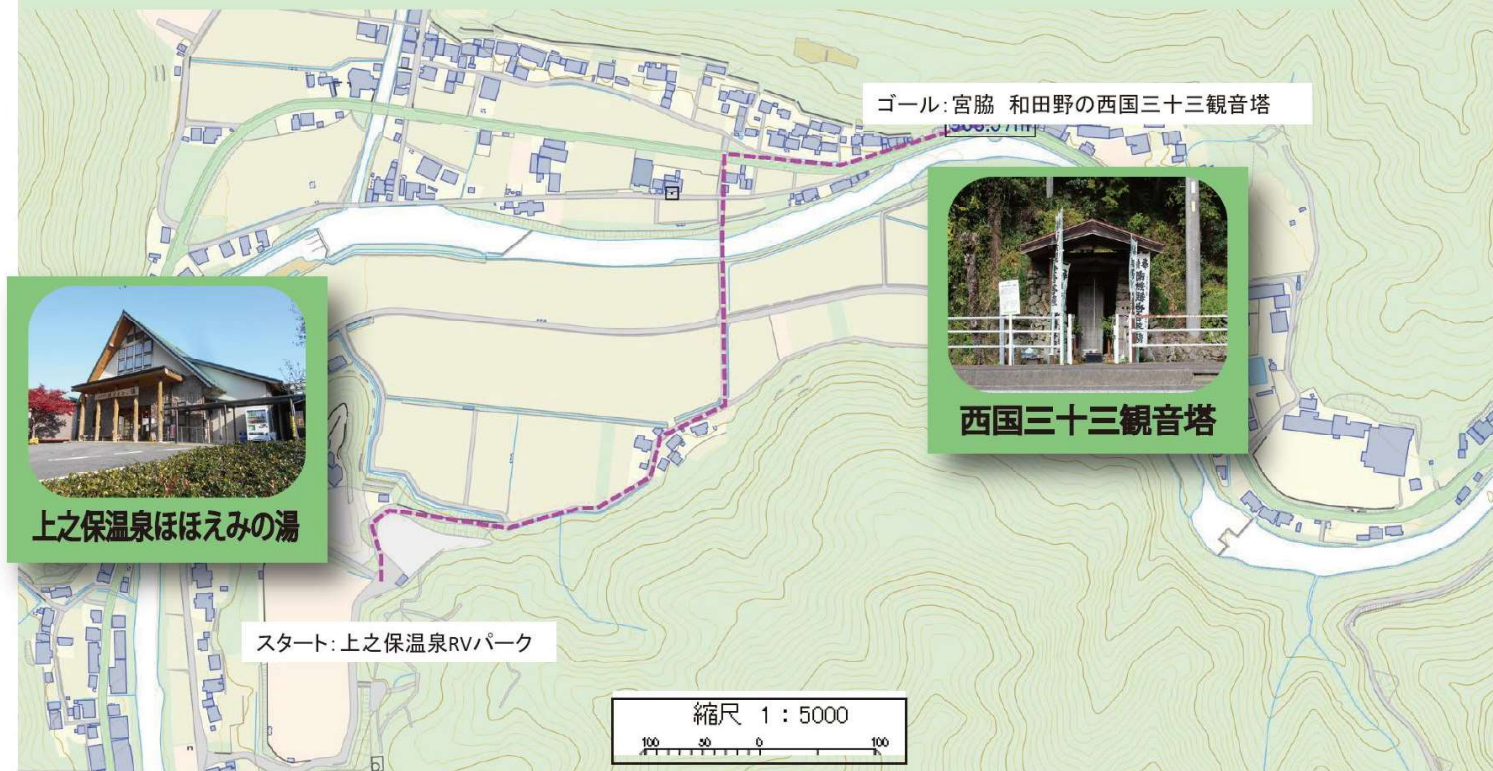 ゴール:宮脇 和田野の西国三十三観音塔
西国三十三観音塔
上之保温泉ほほえみの湯
スタート:上之保温泉RVパーク
縮尺 1:5000
100 50 0 100